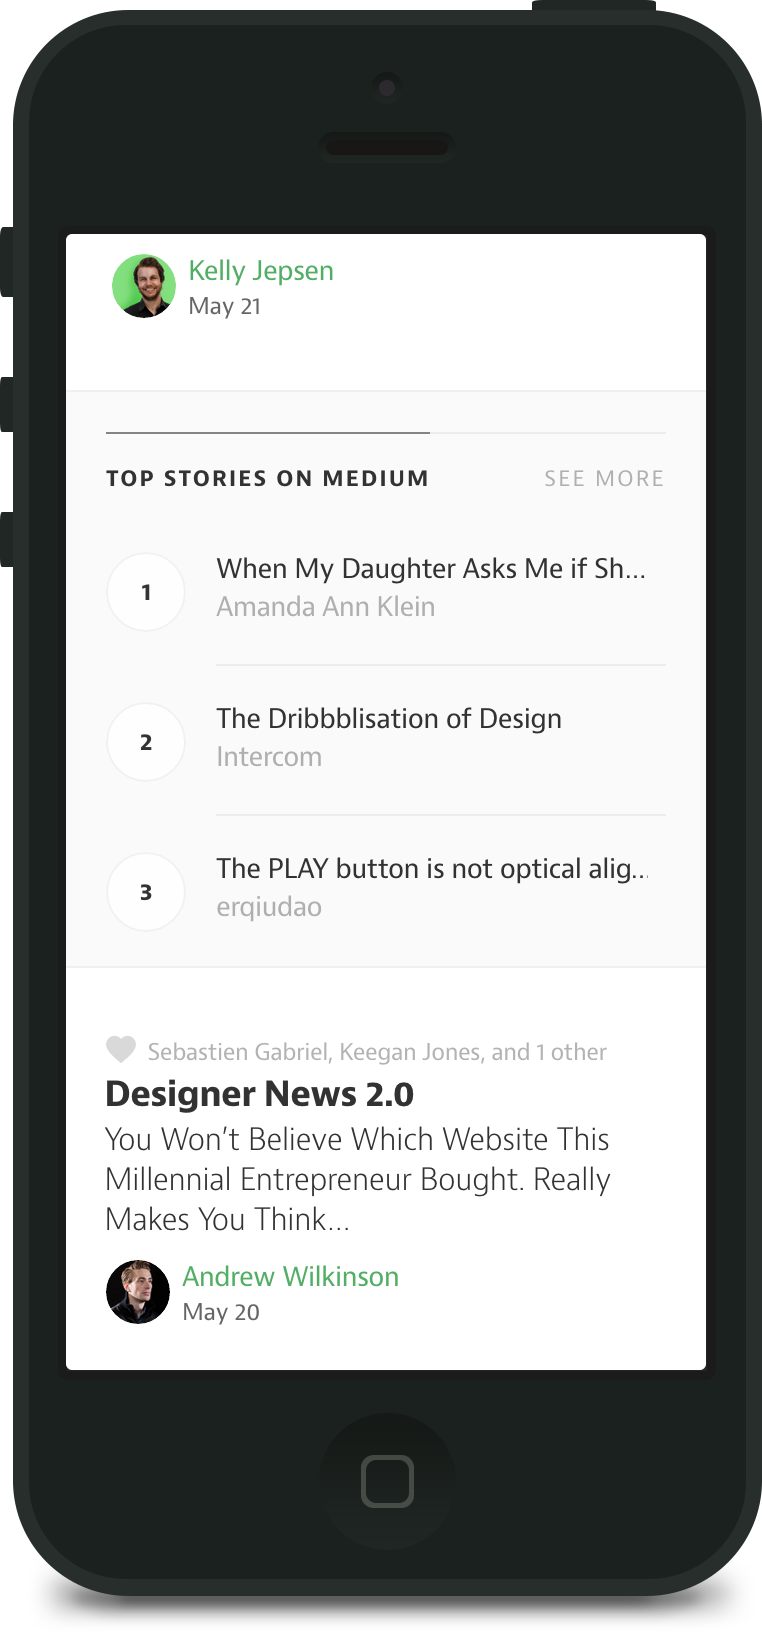 Kelly Jepsen
May 21
TOP STORIES ON MEDIUM
SEE MORE
1
When My Daughter Asks Me if Sh...
Amanda Ann Klein
2
The Dribbblisation of Design
Intercom
3
The PLAY button is not optical alig...
erqiudao
Sebastien Gabriel, Keegan Jones, and 1 other
Designer News 2.0
You Won't Believe Which Website This
Millennial Entrepreneur Bought. Really
Makes You Think...
Andrew Wilkinson
May 20